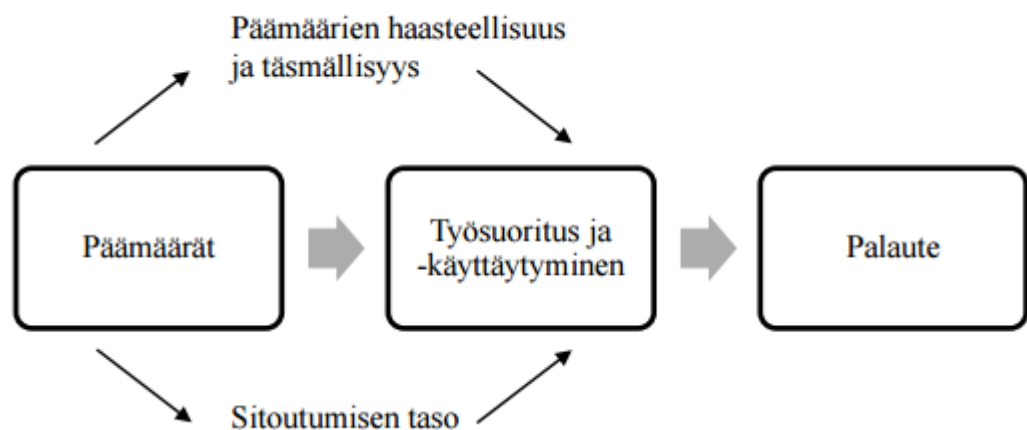 Päämäärien haasteellisuus
ja täsmällisyys
Päämäärät
Työsuoritus ja
-käyttäytyminen
Palaute
Sitoutumisen taso